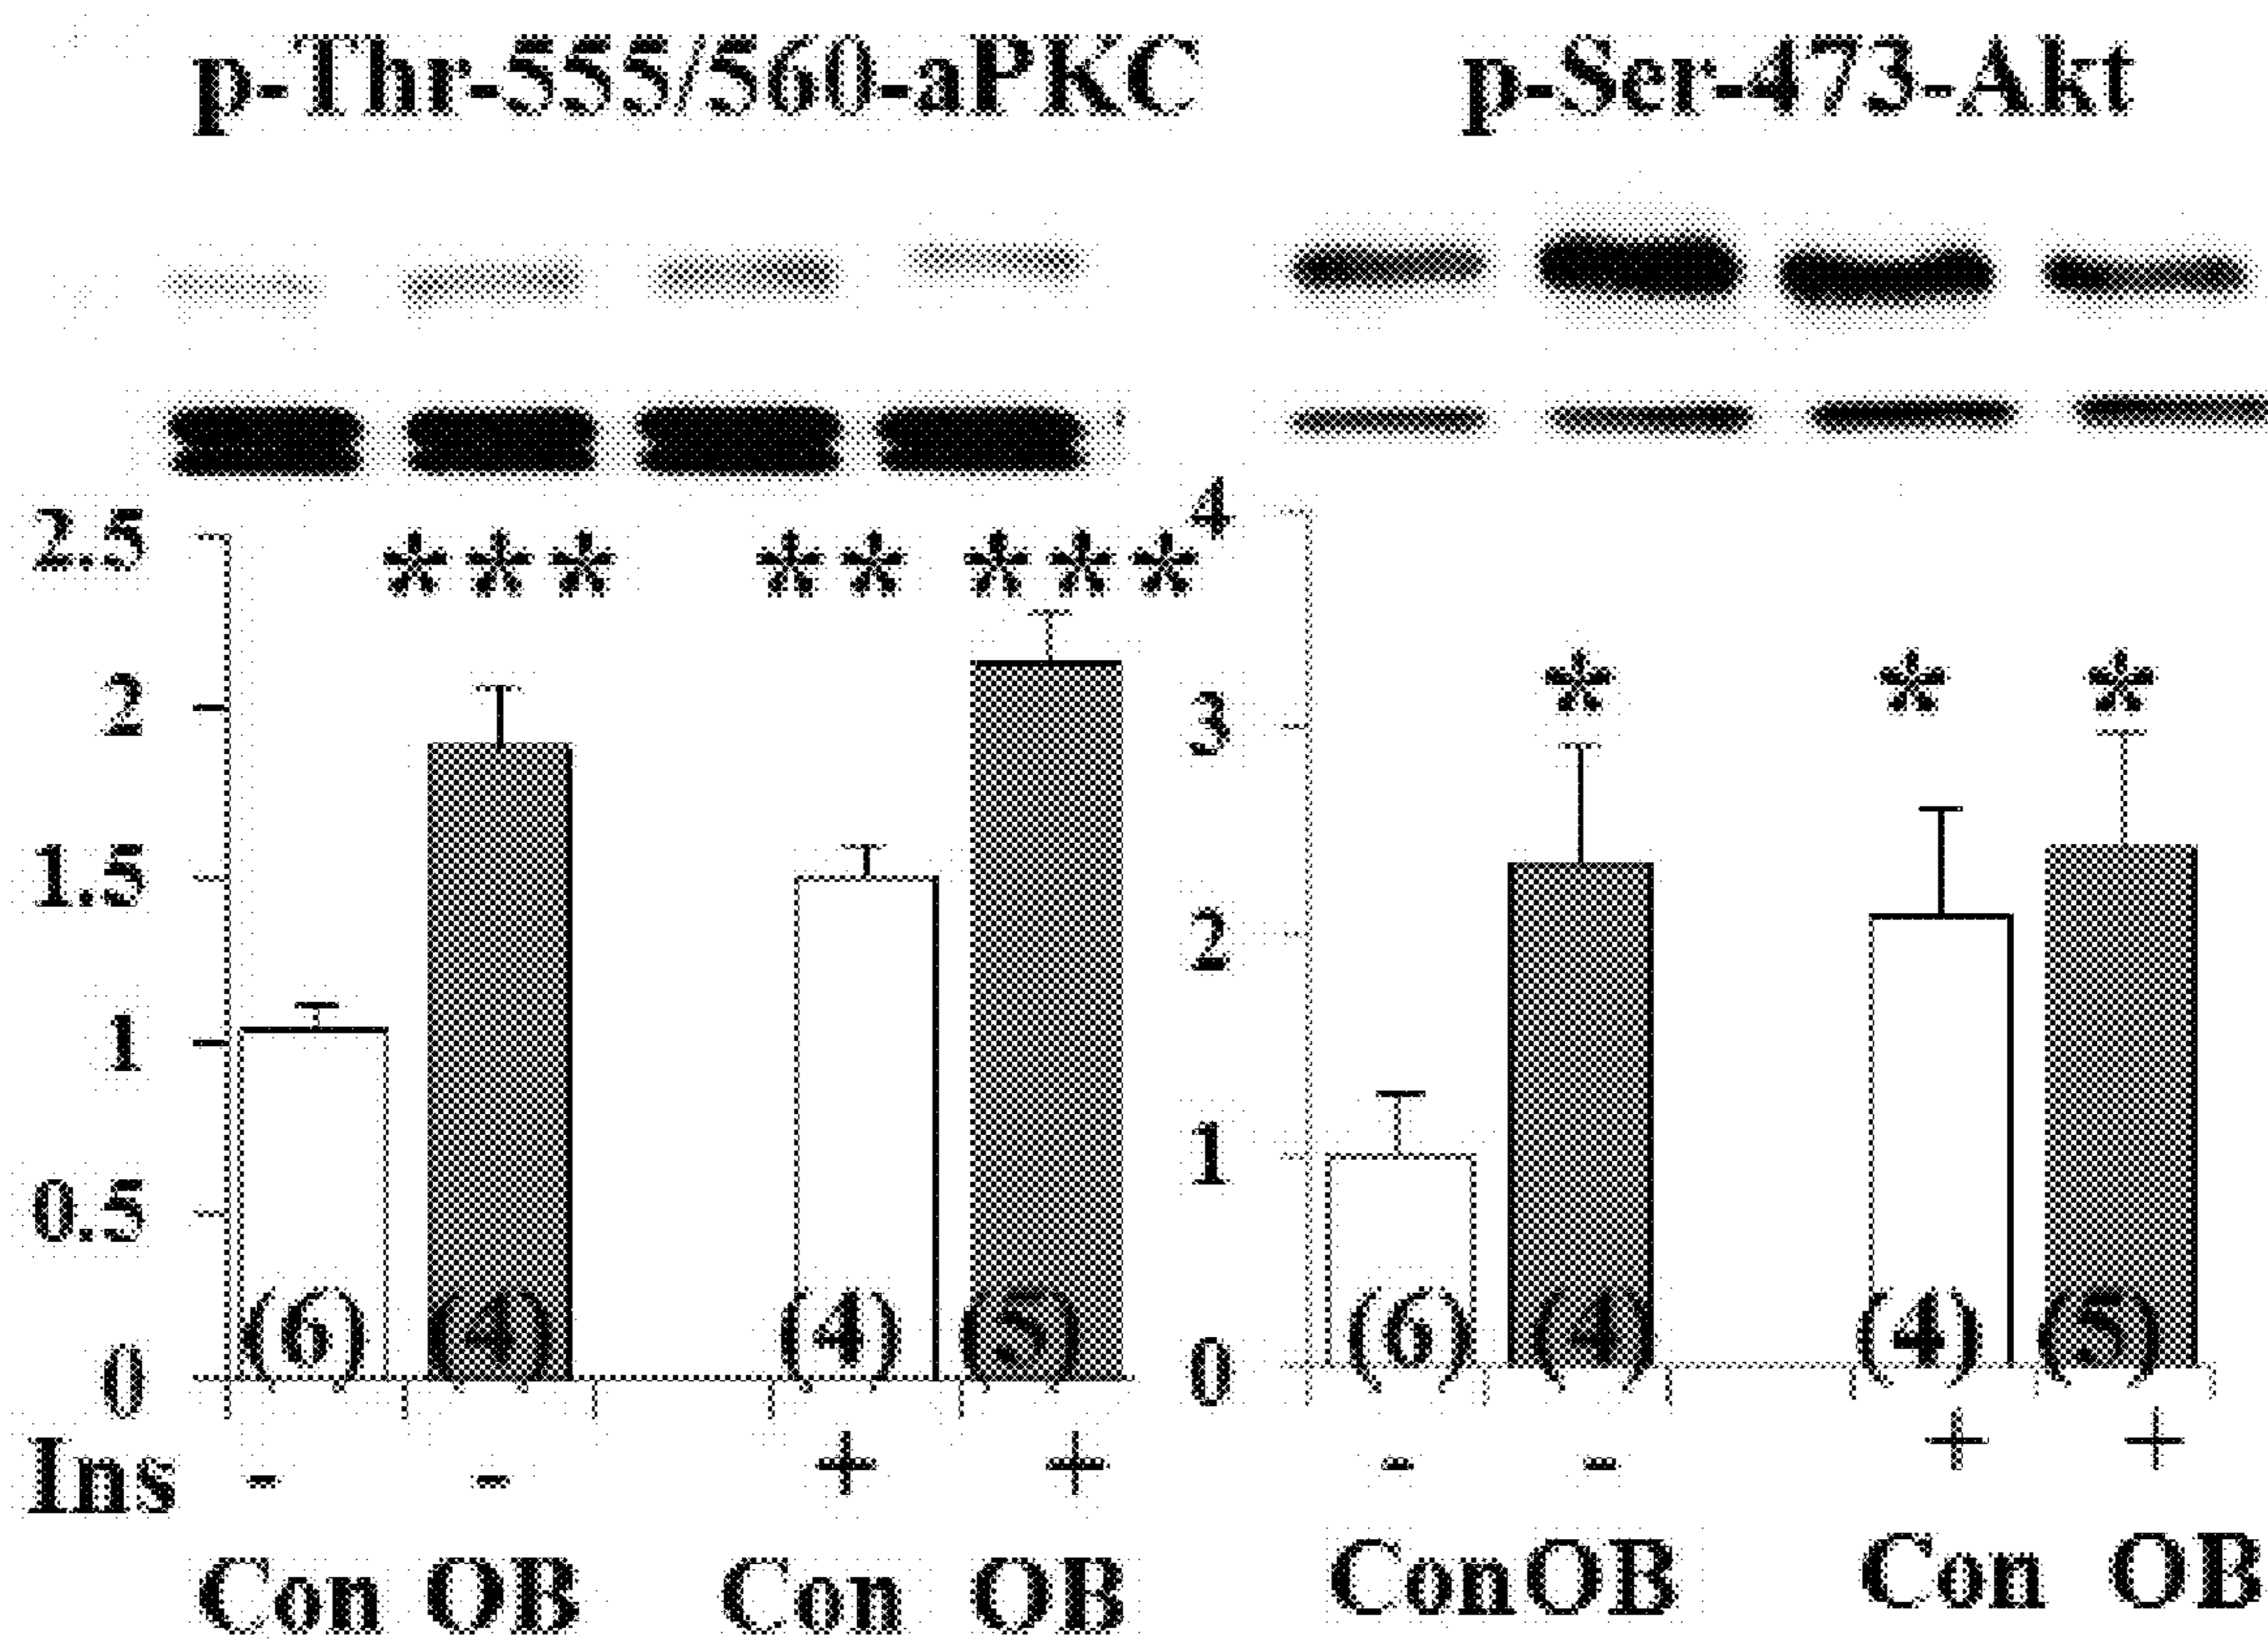 p-Thr-555/560-aPKC
p-Ser-473-Akt
2.5
2
1.5
1
0.5
0
*** ** ***
(6) (4) (4) (5)
Ins - - + +
Con OB Con OB
4
3
2
1
0
* * *
(6) (4) (4) (5)
- - + +
Con OB Con OB